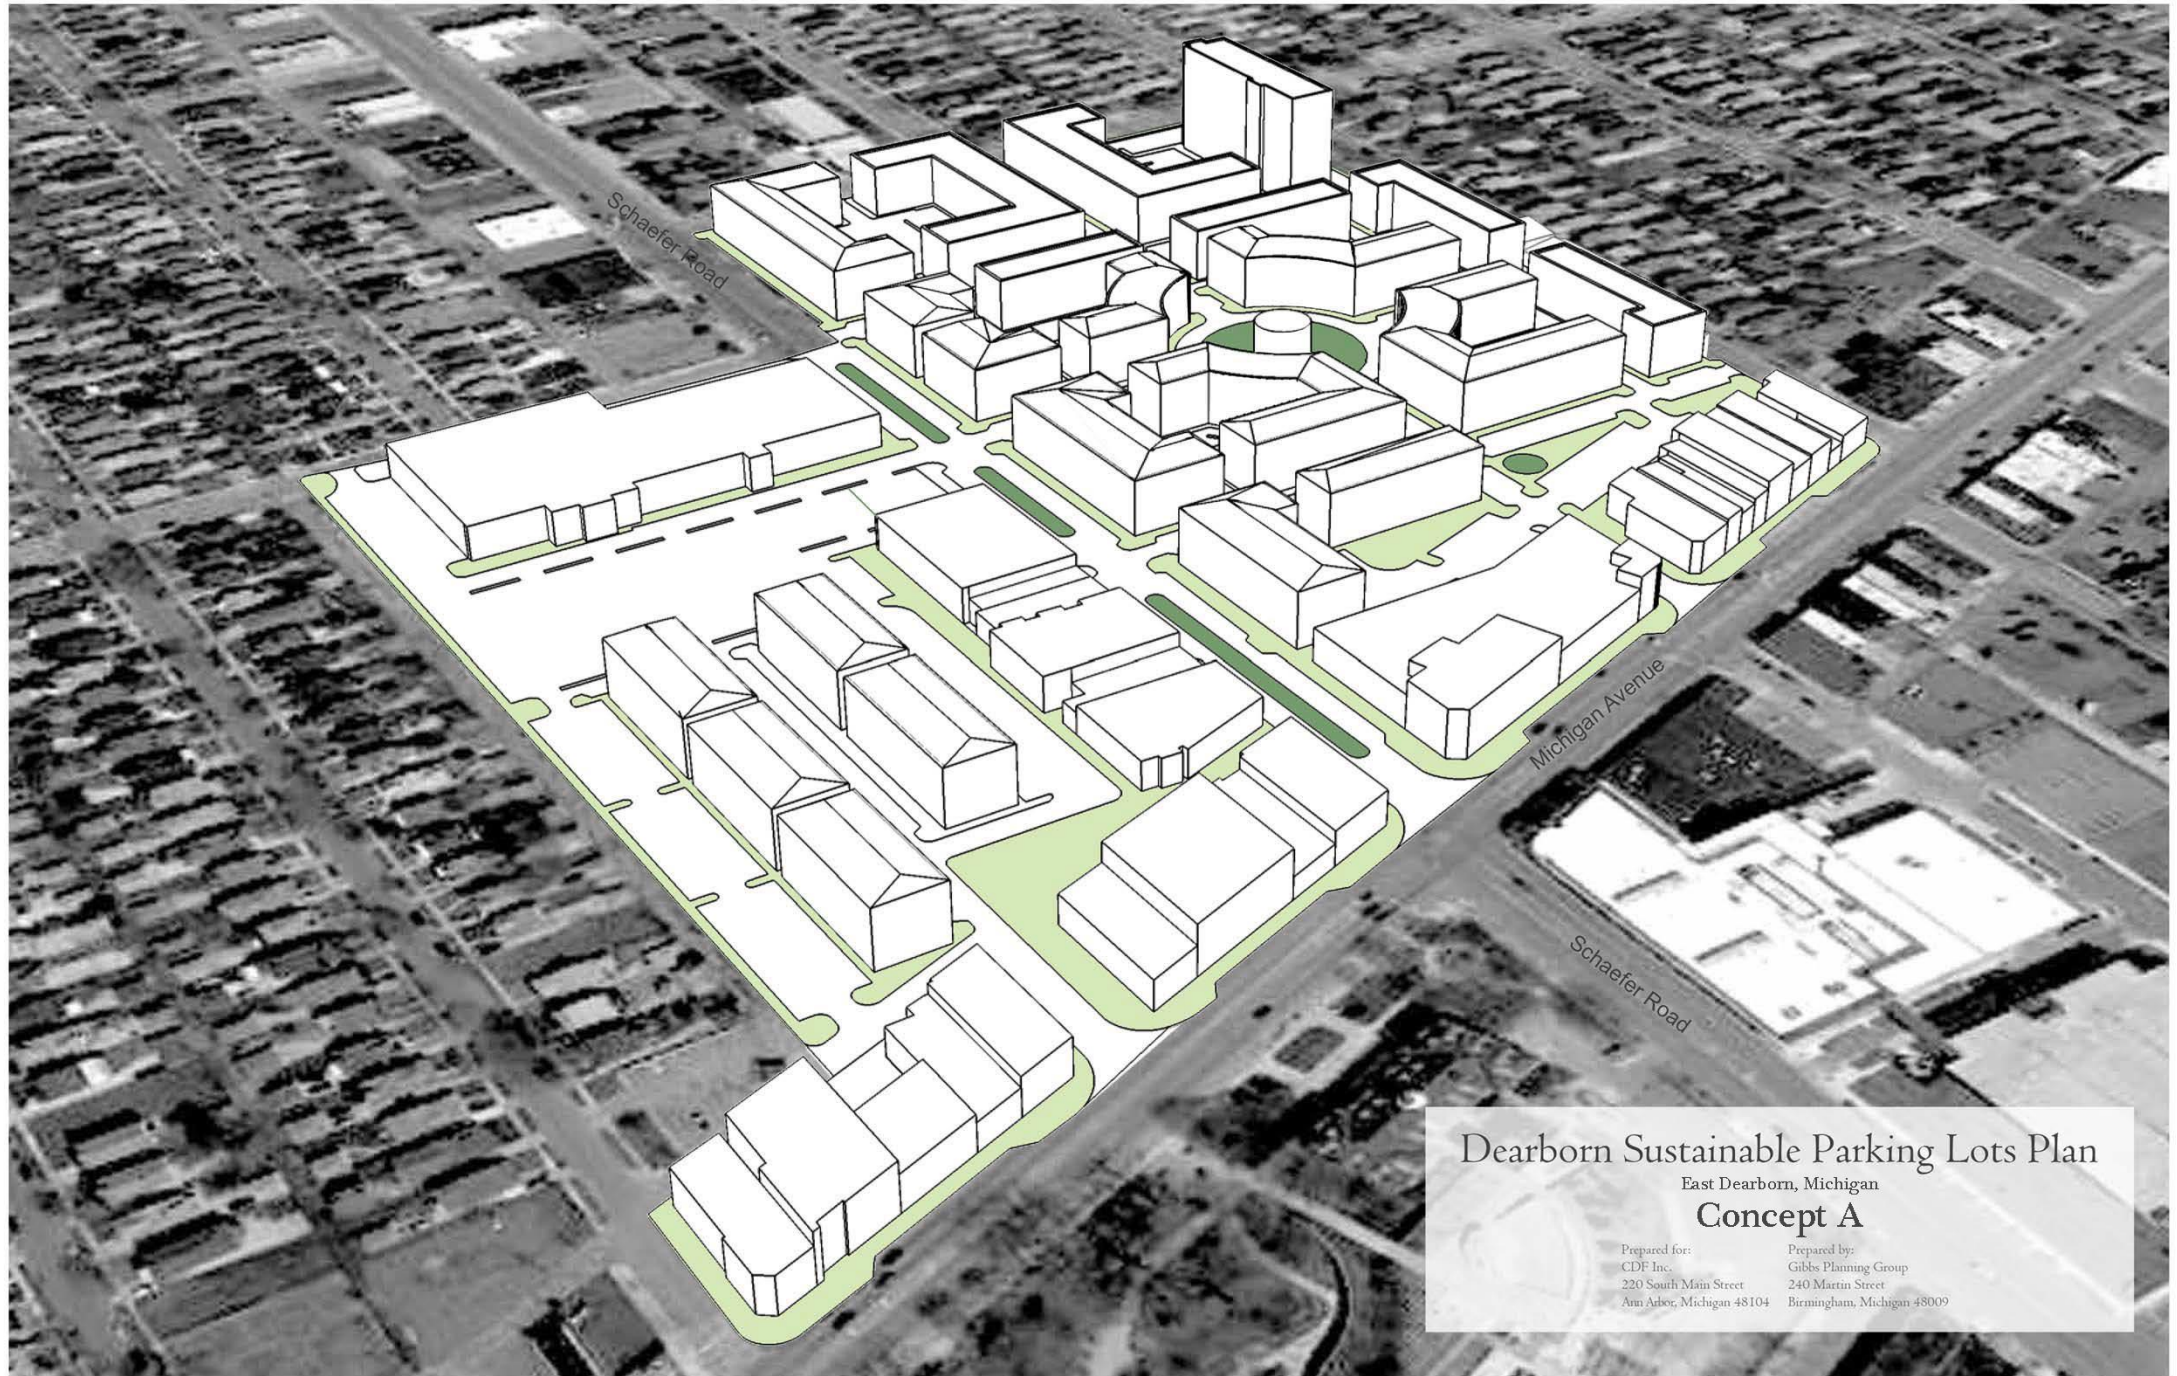 Schaefer Road
Michigan Avenue
Schaefer Road
Dearborn Sustainable Parking Lots Plan
East Dearborn, Michigan
Concept A
Prepared for:
CDF Inc.
220 South Main Street
Ann Arbor, Michigan 48104
Prepared by:
Gibbs Planning Group
240 Martin Street
Birmingham, Michigan 48009